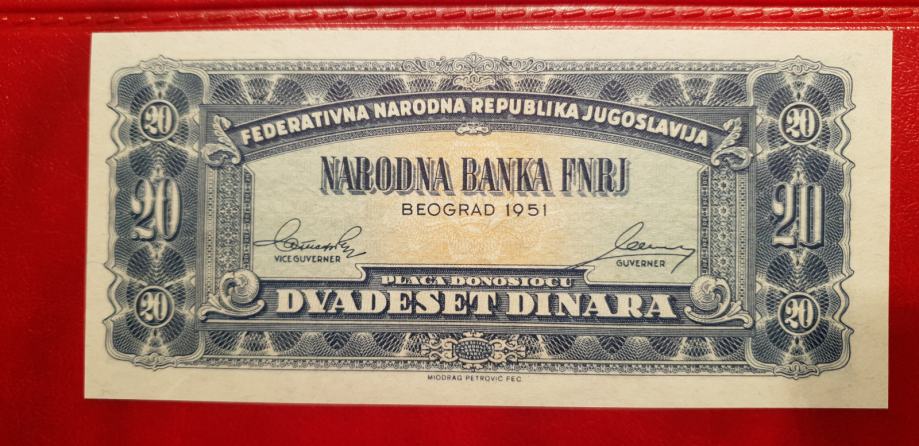 FEDERATIVNA NARODNA REPUBLIKA JUGOSLAVIJA
20 20
NARODNA BANKA FNRJ
BEOGRAD 1951
20 20
VICEGUVERNER GUVERNER
PLAĆA DONOSIOCU
DVADESET DINARA
20 20
MIODRAG PETROVIĆ FEC.